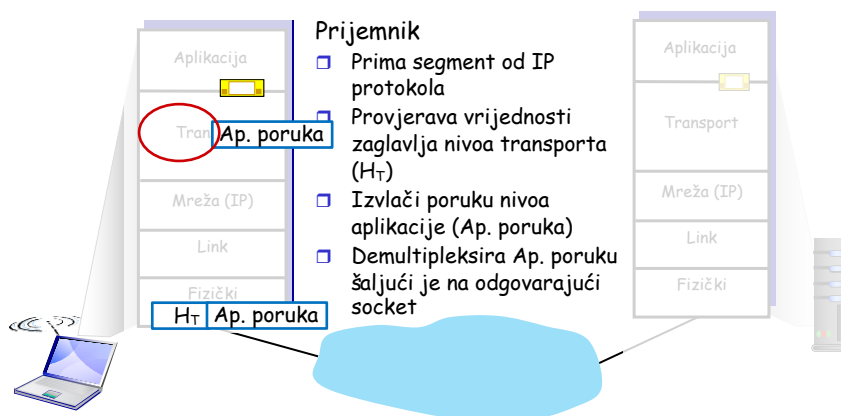 Aplikacija
Tran
Ap. poruka
Mreža (IP)
Link
Fizički
HT Ap. poruka
Prijemnik
Prima segment od IP
protokola
Provjerava vrijednosti
zaglavlja nivoa transporta
(HT)
Izvlači poruku nivoa
aplikacije (Ap. poruka)
Demultipleksira Ap. poruku
šaljući je na odgovarajući
socket
Aplikacija
Transport
Mreža (IP)
Link
Fizički